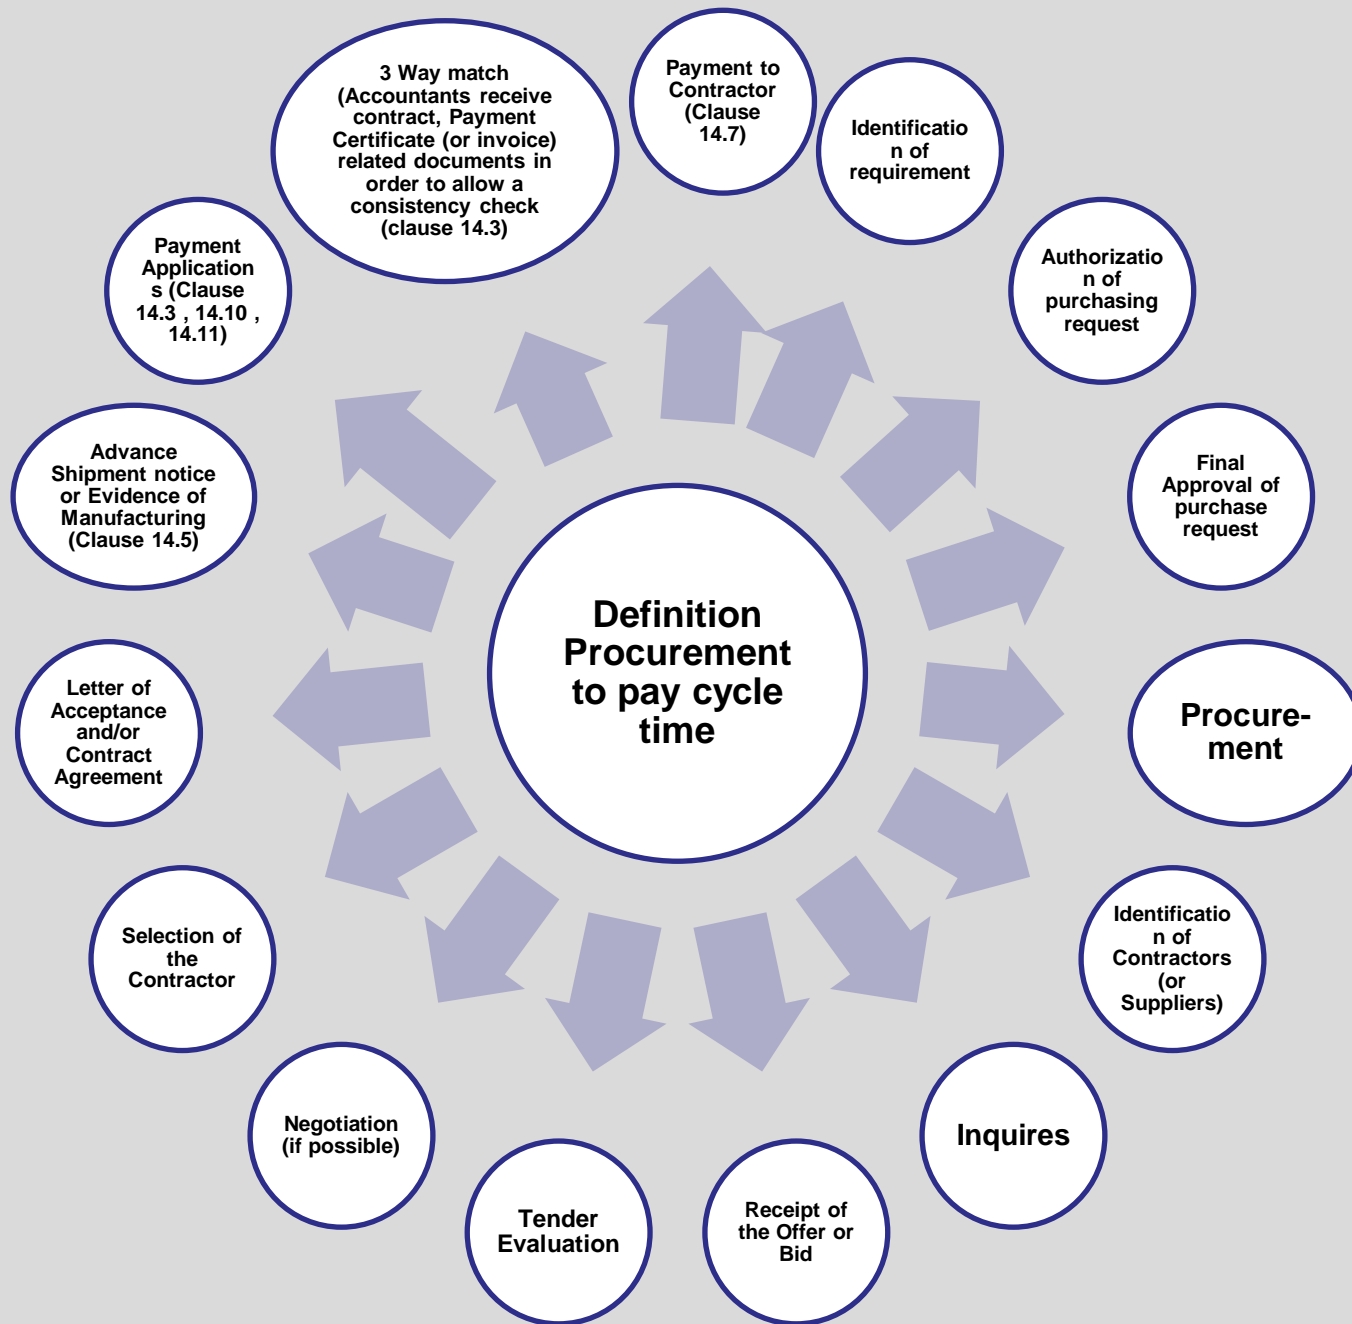 Definition
Procurement
to pay cycle
time
Payment to
Contractor
(Clause
14.7)
Identificatio
n of
requirement
Authorizatio
n of
purchasing
request
Final
Approval of
purchase
request
Procure-
ment
Identificatio
n of
Contractors
(or
Suppliers)
Inquires
Receipt of
the Offer or
Bid
Tender
Evaluation
Negotiation
(if possible)
Selection of
the
Contractor
Letter of
Acceptance
and/or
Contract
Agreement
Advance
Shipment notice
or Evidence of
Manufacturing
(Clause 14.5)
Payment
Application
s (Clause
14.3 , 14.10 ,
14.11)
3 Way match
(Accountants receive
contract, Payment
Certificate (or invoice)
related documents in
order to allow a
consistency check
(clause 14.3)